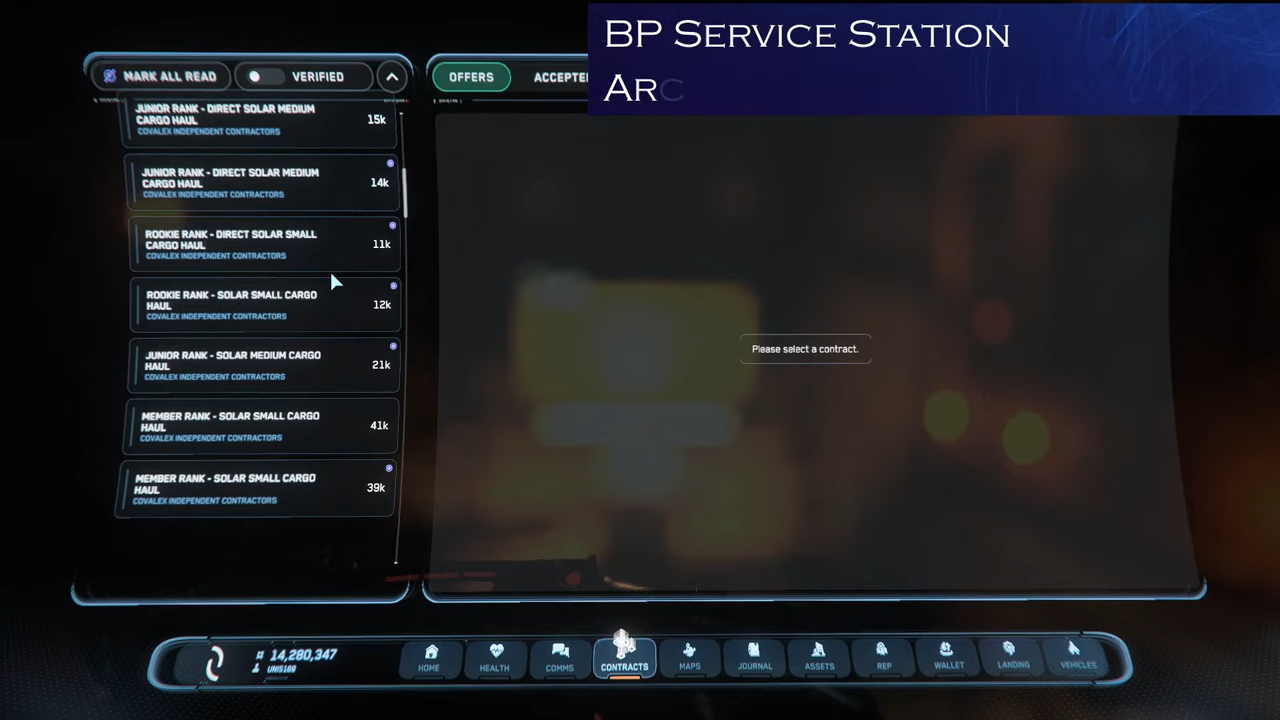 BP Service Station
Arc
MARK ALL READ
VERIFIED
OFFERS
ACCEPTE
JUNIOR RANK - DIRECT SOLAR MEDIUM
CARGO HAUL
15k
COVALEX INDEPENDENT CONTRACTORS
JUNIOR RANK - DIRECT SOLAR MEDIUM
CARGO HAUL
14k
COVALEX INDEPENDENT CONTRACTORS
ROOKIE RANK - DIRECT SOLAR SMALL
CARGO HAUL
11k
COVALEX INDEPENDENT CONTRACTORS
ROOKIE RANK - SOLAR SMALL CARGO
HAUL
12k
COVALEX INDEPENDENT CONTRACTORS
JUNIOR RANK - SOLAR MEDIUM CARGO
HAUL
21k
COVALEX INDEPENDENT CONTRACTORS
MEMBER RANK - SOLAR SMALL CARGO
HAUL
41k
COVALEX INDEPENDENT CONTRACTORS
MEMBER RANK - SOLAR SMALL CARGO
HAUL
39k
COVALEX INDEPENDENT CONTRACTORS
Please select a contract.
14,280,347
UNI5168
HOME
HEALTH
COMMS
CONTRACTS
MAPS
JOURNAL
ASSETS
REP
WALLET
LANDING
VEHICLES